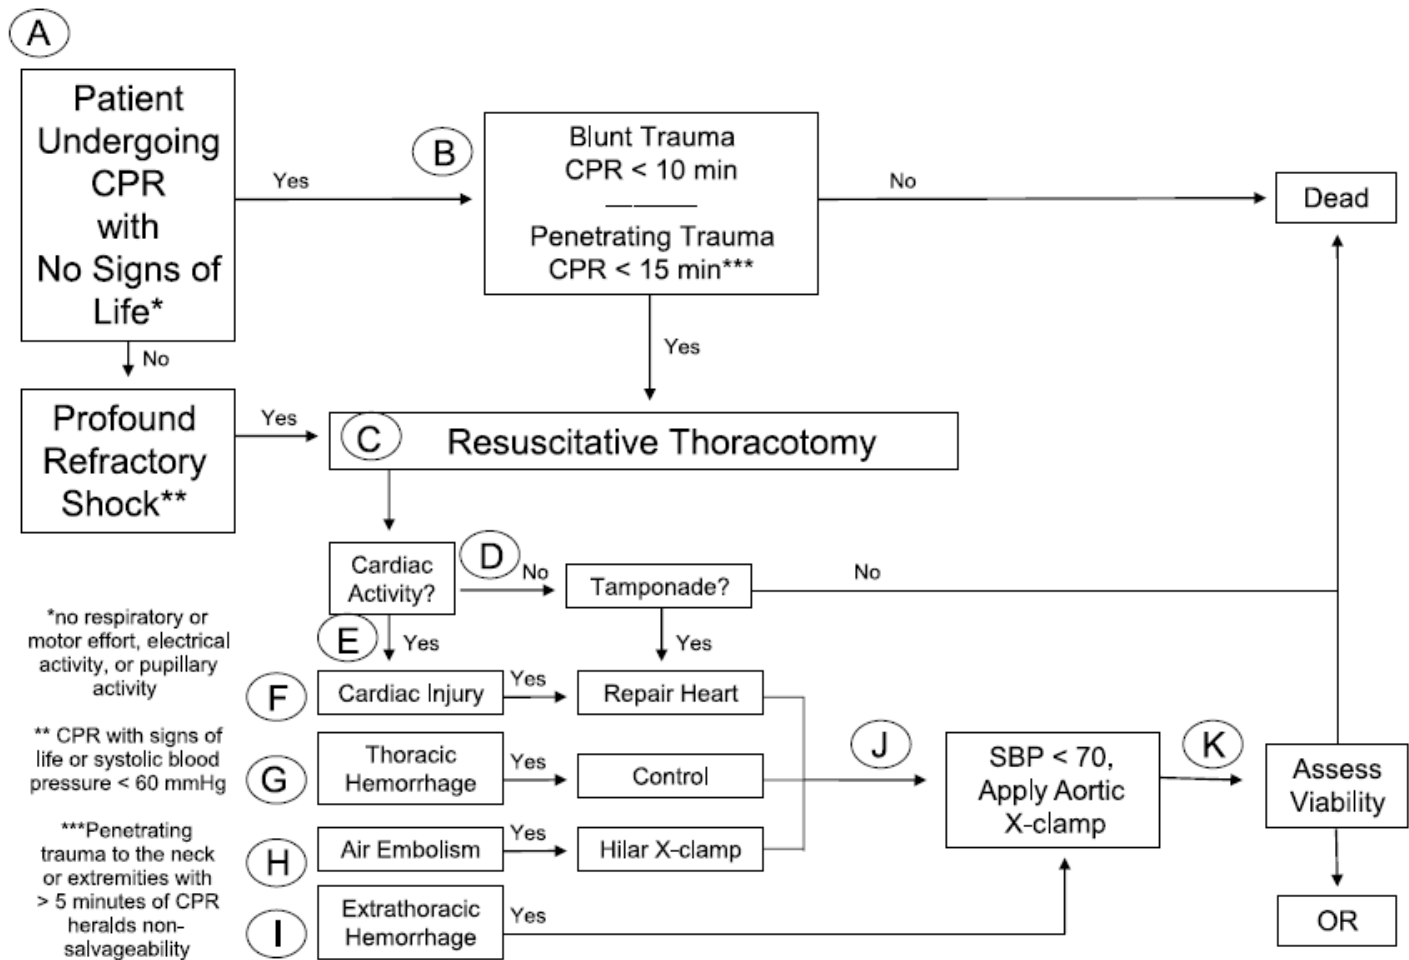 A
Patient
Undergoing
CPR
with
No Signs of
Life*
Yes
B
Blunt Trauma
CPR < 10 min
Penetrating Trauma
CPR < 15 min***
No
Dead
No
Yes
Profound
Refractory
Shock**
Yes
C
Resuscitative Thoracotomy
Cardiac
Activity?
D
No
Tamponade?
No
E
Yes
Yes
*no respiratory or
motor effort, electrical
activity, or pupillary
activity
** CPR with signs of
life or systolic blood
pressure < 60 mmHg
***Penetrating
trauma to the neck
or extremities with
> 5 minutes of CPR
heralds non-
salvageability
F
Cardiac Injury
Yes
Repair Heart
G
Thoracic
Hemorrhage
Yes
Control
H
Air Embolism
Yes
Hilar X-clamp
I
Extrathoracic
Hemorrhage
Yes
J
SBP < 70,
Apply Aortic
X-clamp
K
Assess
Viability
OR